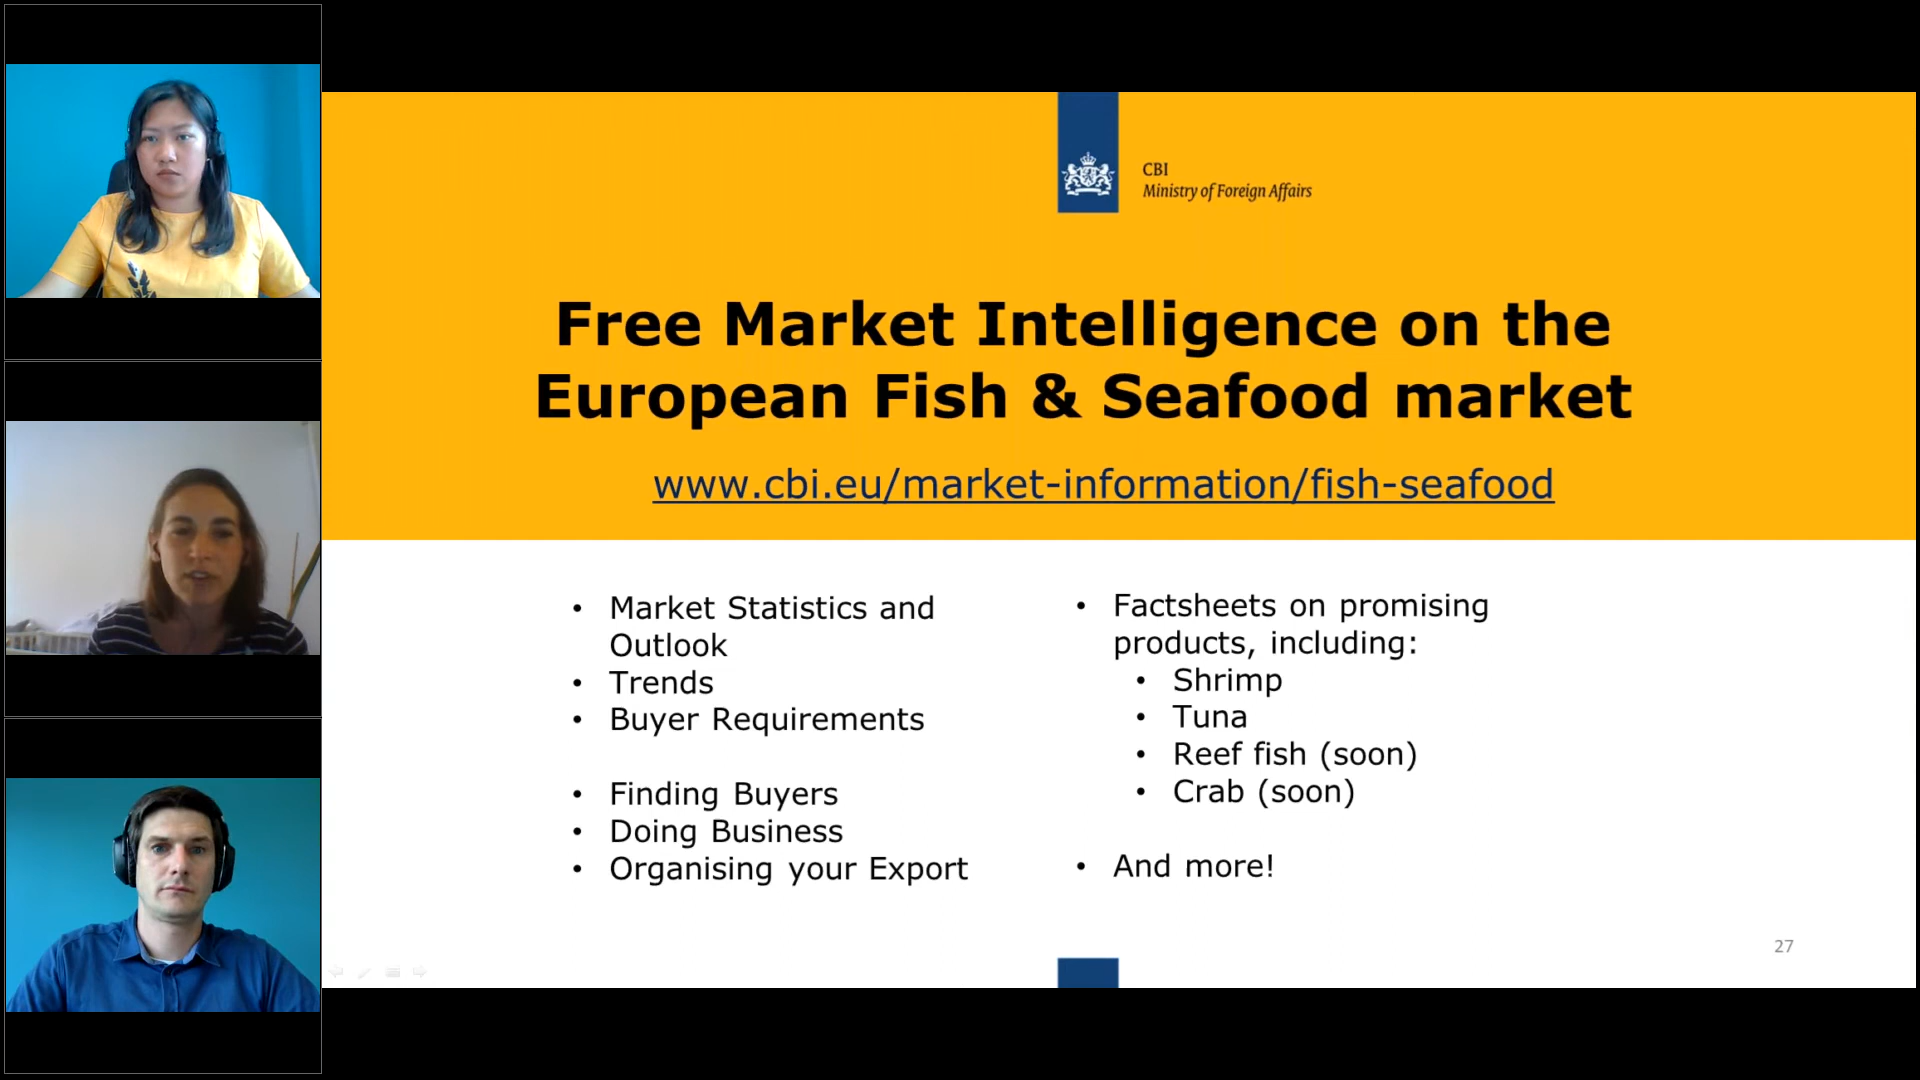 CBI
Ministry of Foreign Affairs
Free Market Intelligence on the
European Fish & Seafood market
www.cbi.eu/market-information/fish-seafood
• Market Statistics and
Outlook
• Trends
• Buyer Requirements
• Finding Buyers
• Doing Business
• Organising your Export
• Factsheets on promising
products, including:
• Shrimp
• Tuna
• Reef fish (soon)
• Crab (soon)
• And more!
27